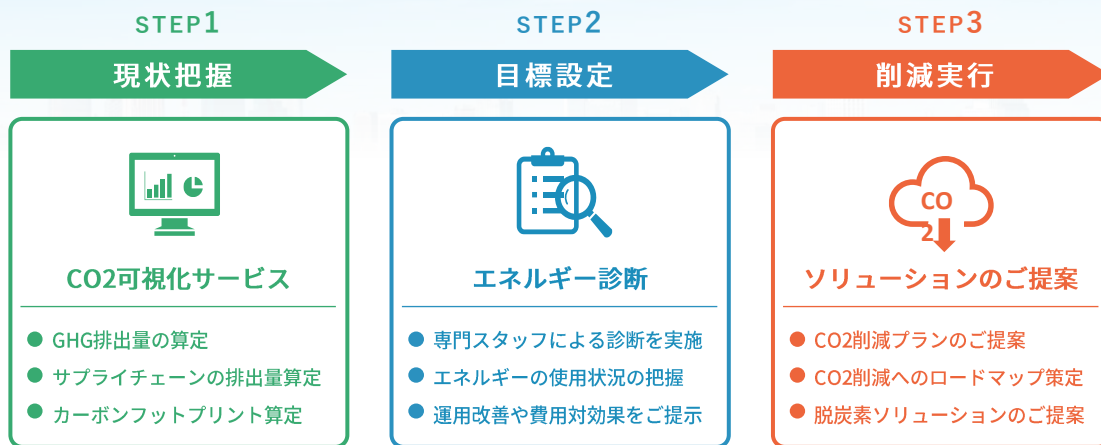 STEP1
現状把握
CO2可視化サービス
GHG排出量の算定
サプライチェーンの排出量算定
カーボンフットプリント算定
STEP2
目標設定
エネルギー診断
専門スタッフによる診断を実施
エネルギーの使用状況の把握
運用改善や費用対効果をご提示
STEP3
削減実行
CO
2
ソリューションのご提案
CO2削減プランのご提案
CO2削減へのロードマップ策定
脱炭素ソリューションのご提案